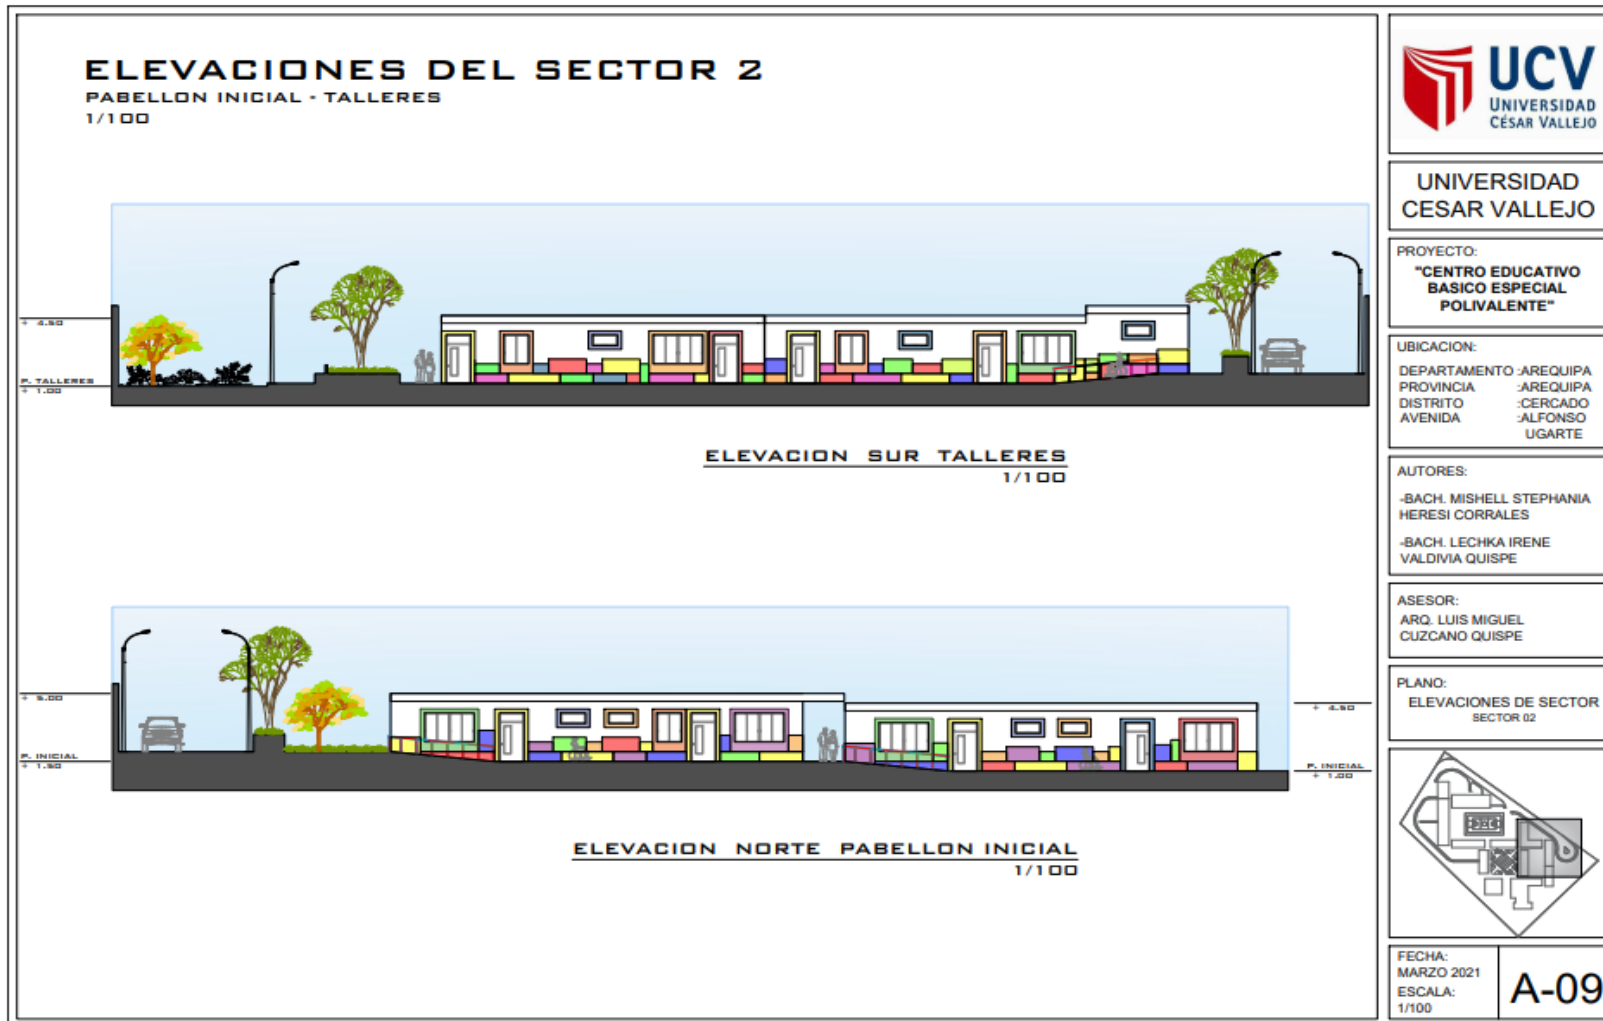 ELEVACIONES DEL SECTOR 2
PABELLON INICIAL - TALLERES
1/100
+ 4.50
P. TALLERES
+ 1.00
ELEVACION SUR TALLERES
1/100
+ 5.00
P. INICIAL
+ 1.50
+ 4.50
P. INICIAL
+ 1.00
ELEVACION NORTE PABELLON INICIAL
1/100
UCV
UNIVERSIDAD
CÉSAR VALLEJO
UNIVERSIDAD
CESAR VALLEJO
PROYECTO:
"CENTRO EDUCATIVO
BASICO ESPECIAL
POLIVALENTE"
UBICACION:
DEPARTAMENTO :AREQUIPA
PROVINCIA :AREQUIPA
DISTRITO :CERCADO
AVENIDA :ALFONSO
UGARTE
AUTORES:
-BACH. MISHELL STEPHANIA
HERESI CORRALES
-BACH. LECHKA IRENE
VALDIVIA QUISPE
ASESOR:
ARQ. LUIS MIGUEL
CUZCANO QUISPE
PLANO:
ELEVACIONES DE SECTOR
SECTOR 02
FECHA:
MARZO 2021
ESCALA:
1/100
A-09